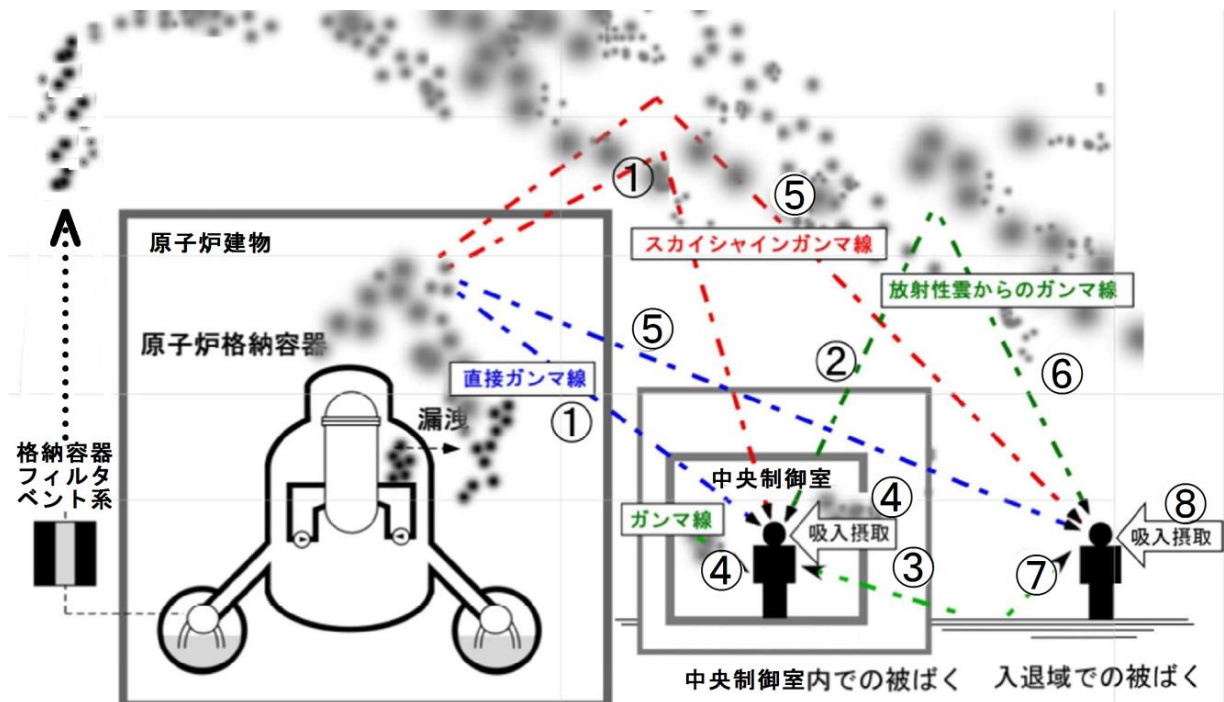 ①
⑤
原子炉建物
スカイシャインガンマ線
放射性雲からのガンマ線
⑤
原子炉格納容器
②
⑥
直接ガンマ線
①
漏洩
格納容器
フィルタ
ベント系
中央制御室
④
ガンマ線
吸入摂取
⑧
吸入摂取
④
③
⑦
中央制御室内での被ばく
入退域での被ばく